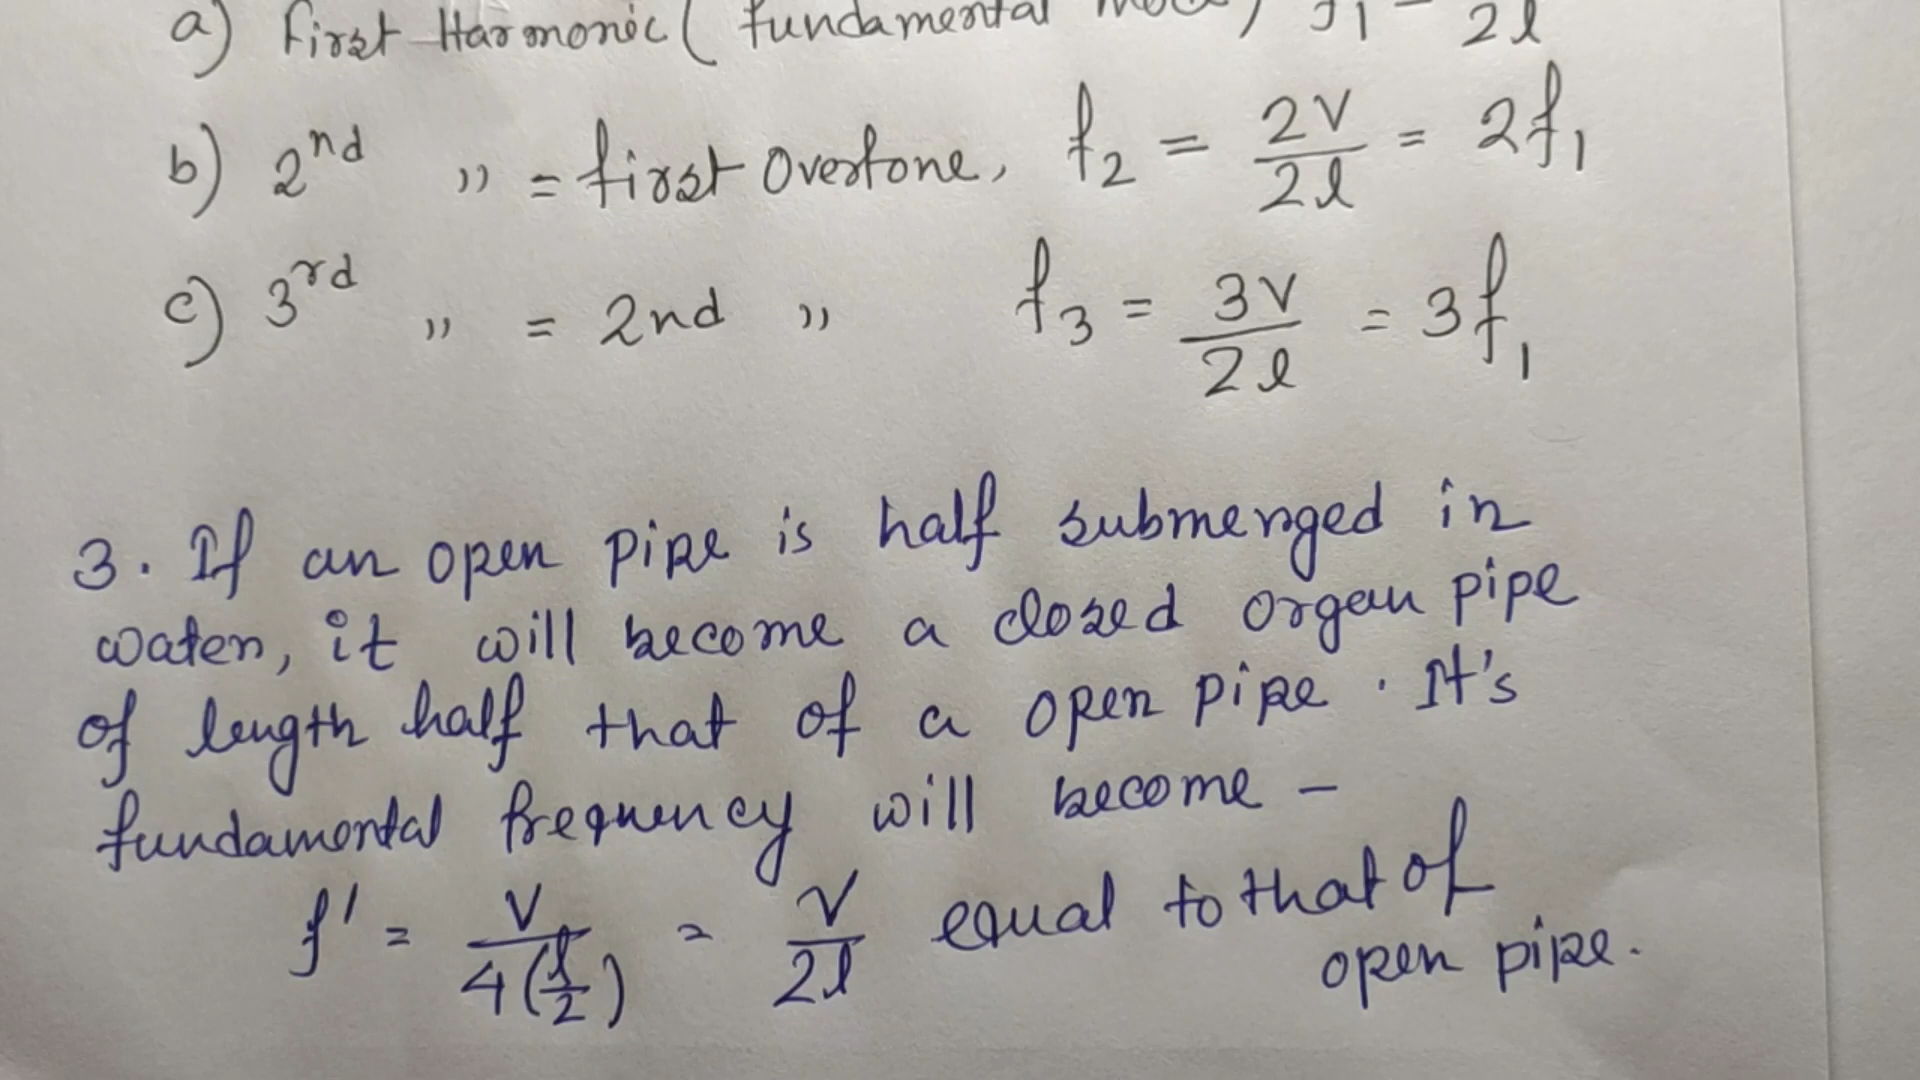 a) First Harmonic ( fundamental f₁ = 2l
b) 2nd " = first Overtone, f₂ = 2V/2l = 2f₁
c) 3rd " = 2nd " f₃ = 3V/2l = 3f₁
3. If an open pipe is half submerged in
water, it will become a closed organ pipe
of length half that of a open pipe. It's
fundamental frequency will become -
f' = V/4(l/2) = V/2l equal to that of
open pipe.